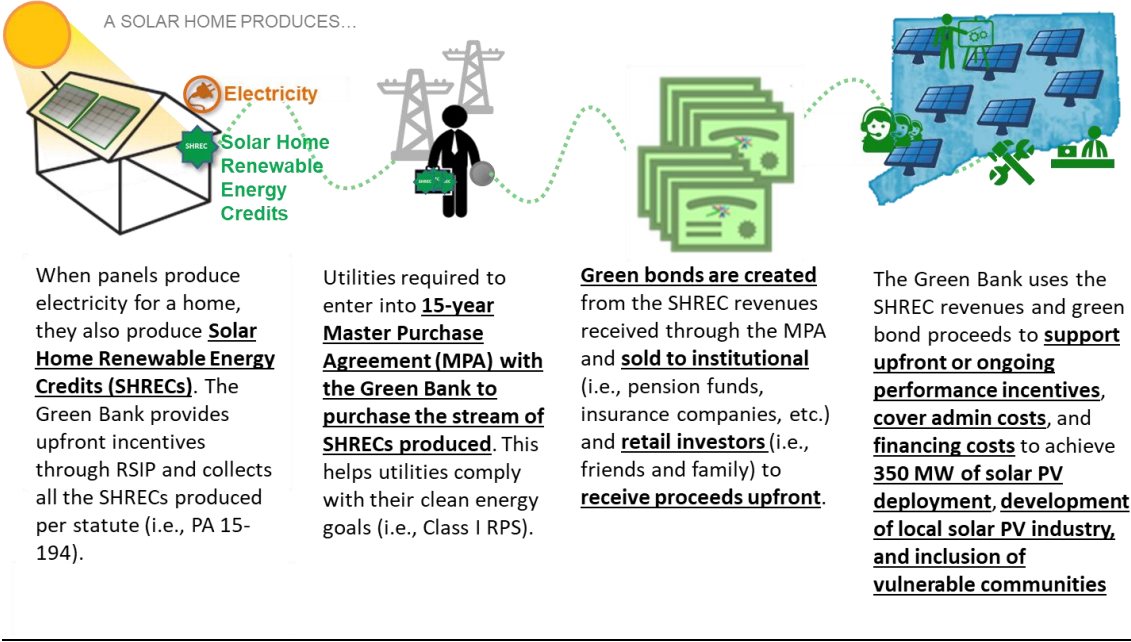 A SOLAR HOME PRODUCES…
Electricity
SHREC
Solar Home
Renewable
Energy
Credits
SHREC
When panels produce
electricity for a home,
they also produce Solar
Home Renewable Energy
Credits (SHRECs). The
Green Bank provides
upfront incentives
through RSIP and collects
all the SHRECs produced
per statute (i.e., PA 15-
194).
Utilities required to
enter into 15-year
Master Purchase
Agreement (MPA) with
the Green Bank to
purchase the stream of
SHRECs produced. This
helps utilities comply
with their clean energy
goals (i.e., Class I RPS).
Green bonds are created
from the SHREC revenues
received through the MPA
and sold to institutional
(i.e., pension funds,
insurance companies, etc.)
and retail investors (i.e.,
friends and family) to
receive proceeds upfront.
The Green Bank uses the
SHREC revenues and green
bond proceeds to support
upfront or ongoing
performance incentives,
cover admin costs, and
financing costs to achieve
350 MW of solar PV
deployment, development
of local solar PV industry,
and inclusion of
vulnerable communities